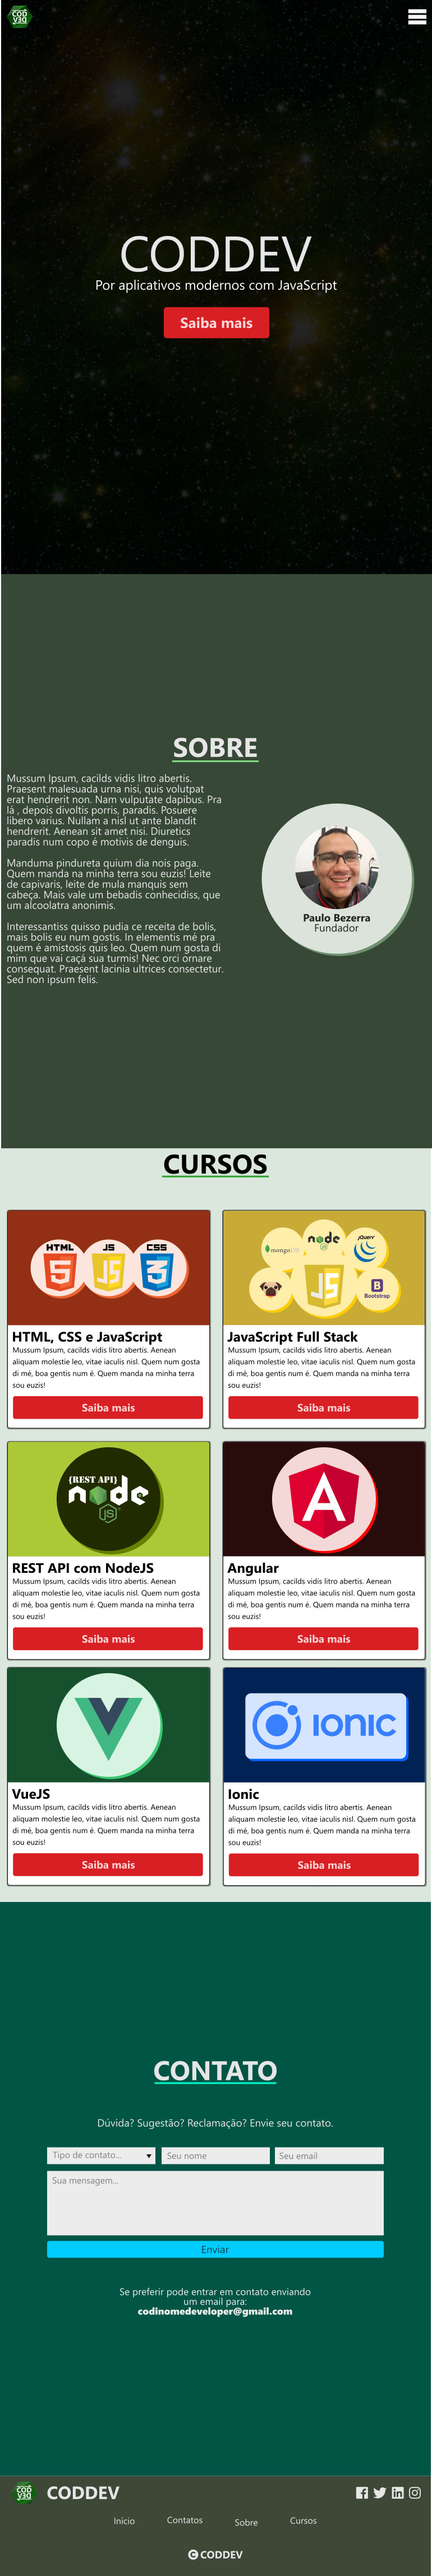 COD
DEV
CODDEV
Por aplicativos modernos com JavaScript
Saiba mais
SOBRE
Mussum Ipsum, cacilds vidis litro abertis.
Praesent malesuada urna nisi, quis volutpat
erat hendrerit non. Nam vulputate dapibus. Pra
lá , depois divoltis porris, paradis. Posuere
libero varius. Nullam a nisl ut ante blandit
hendrerit. Aenean sit amet nisi. Diuretics
paradis num copo é motivis de denguis.
Manduma pindureta quium dia nois paga.
Quem manda na minha terra sou euzis! Leite
de capivaris, leite de mula manquis sem
cabeça. Mais vale um bebadis conhecidiss, que
um alcoolatra anonimis.
Interessantiss quisso pudia ce receita de bolis,
mais bolis eu num gostis. In elementis mé pra
quem é amistosis quis leo. Quem num gosta di
mim que vai caçá sua turmis! Nec orci ornare
consequat. Praesent lacinia ultrices consectetur.
Sed non ipsum felis.
Paulo Bezerra
Fundador
CURSOS
HTML JS CSS
5 JS 3
HTML, CSS e JavaScript
Mussum Ipsum, cacilds vidis litro abertis. Aenean
aliquam molestie leo, vitae iaculis nisl. Quem num gosta
di mé, boa gentis num é. Quem manda na minha terra
sou euzis!
Saiba mais
mongoDB node JS jQuery
JS B Bootstrap
JavaScript Full Stack
Mussum Ipsum, cacilds vidis litro abertis. Aenean
aliquam molestie leo, vitae iaculis nisl. Quem num gosta
di mé, boa gentis num é. Quem manda na minha terra
sou euzis!
Saiba mais
{REST API}
node
JS
REST API com NodeJS
Mussum Ipsum, cacilds vidis litro abertis. Aenean
aliquam molestie leo, vitae iaculis nisl. Quem num gosta
di mé, boa gentis num é. Quem manda na minha terra
sou euzis!
Saiba mais
A
Angular
Mussum Ipsum, cacilds vidis litro abertis. Aenean
aliquam molestie leo, vitae iaculis nisl. Quem num gosta
di mé, boa gentis num é. Quem manda na minha terra
sou euzis!
Saiba mais
VueJS
Mussum Ipsum, cacilds vidis litro abertis. Aenean
aliquam molestie leo, vitae iaculis nisl. Quem num gosta
di mé, boa gentis num é. Quem manda na minha terra
sou euzis!
Saiba mais
IONIC
Ionic
Mussum Ipsum, cacilds vidis litro abertis. Aenean
aliquam molestie leo, vitae iaculis nisl. Quem num gosta
di mé, boa gentis num é. Quem manda na minha terra
sou euzis!
Saiba mais
CONTATO
Dúvida? Sugestão? Reclamação? Envie seu contato.
Tipo de contato... Seu nome Seu email
Sua mensagem...
Enviar
Se preferir pode entrar em contato enviando
um email para:
codinomedeveloper@gmail.com
COD
DEV
CODDEV
Início Contatos Sobre Cursos
© CODDEV